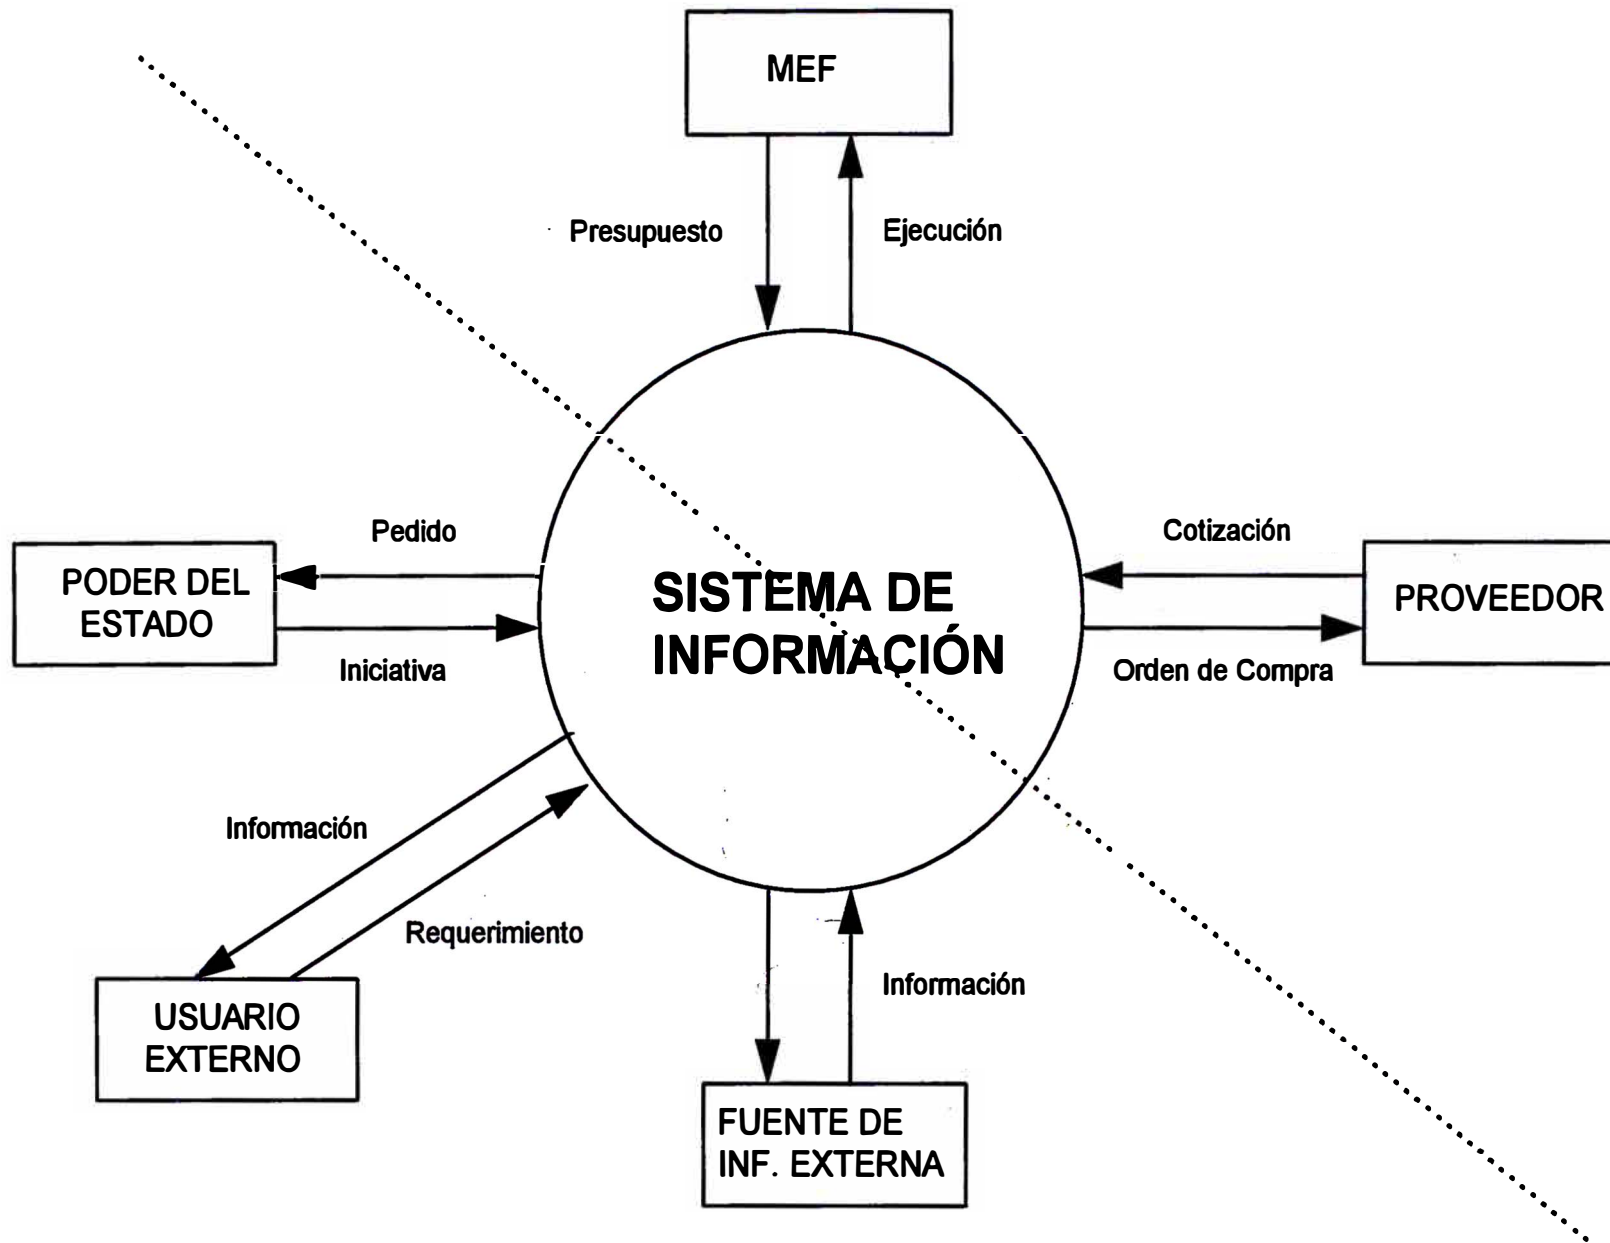 MEF
Presupuesto
Ejecución
Pedido
Cotización
PODER DEL
ESTADO
SISTEMA DE
INFORMACIÓN
PROVEEDOR
Iniciativa
Orden de Compra
Información
Requerimiento
Información
USUARIO
EXTERNO
FUENTE DE
INF. EXTERNA